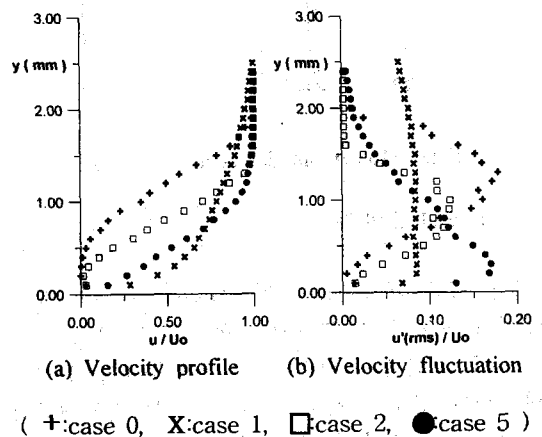 3.00
3.00
y ( mm )
y ( mm )
2.00
2.00
1.00
1.00
0.00
0.00
0.00
0.50
1.00
0.00
0.10
0.20
u / Uo
u'(rms) / Uo
(a) Velocity profile
(b) Velocity fluctuation
( +:case 0, X:case 1, □:case 2, ●:case 5 )